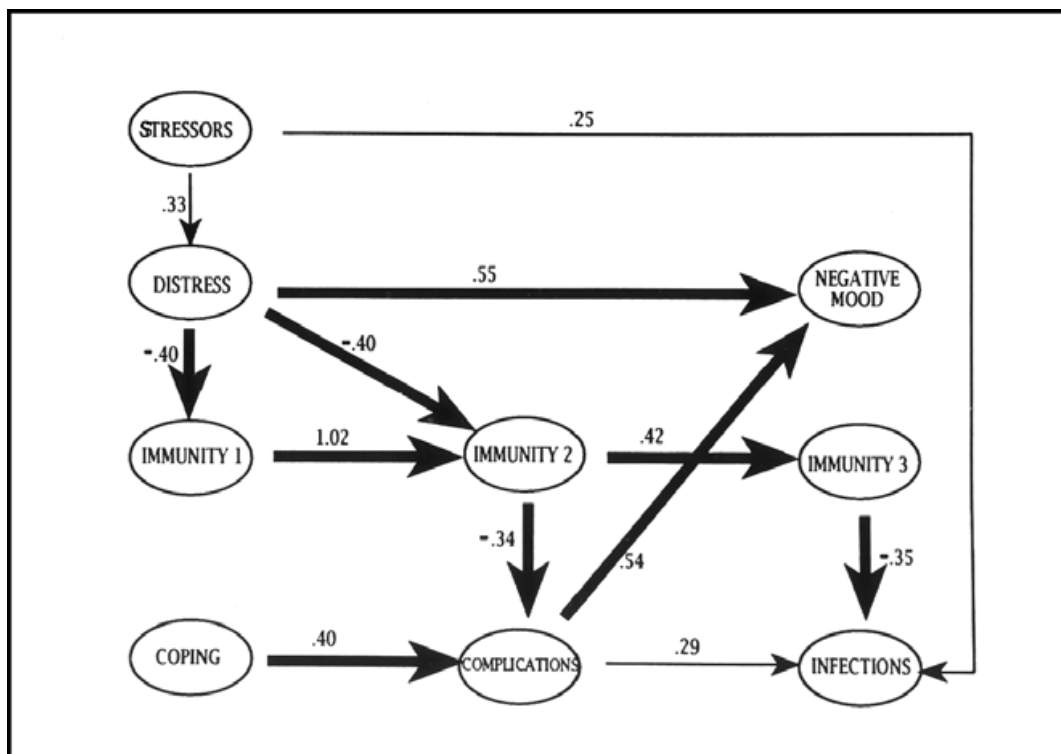 STRESSORS
.25
.33
DISTRESS
.55
NEGATIVE
MOOD
-.40
-.40
IMMUNITY 1
1.02
IMMUNITY 2
.42
IMMUNITY 3
-.34
.54
-.35
COPING
.40
COMPLICATIONS
.29
INFECTIONS